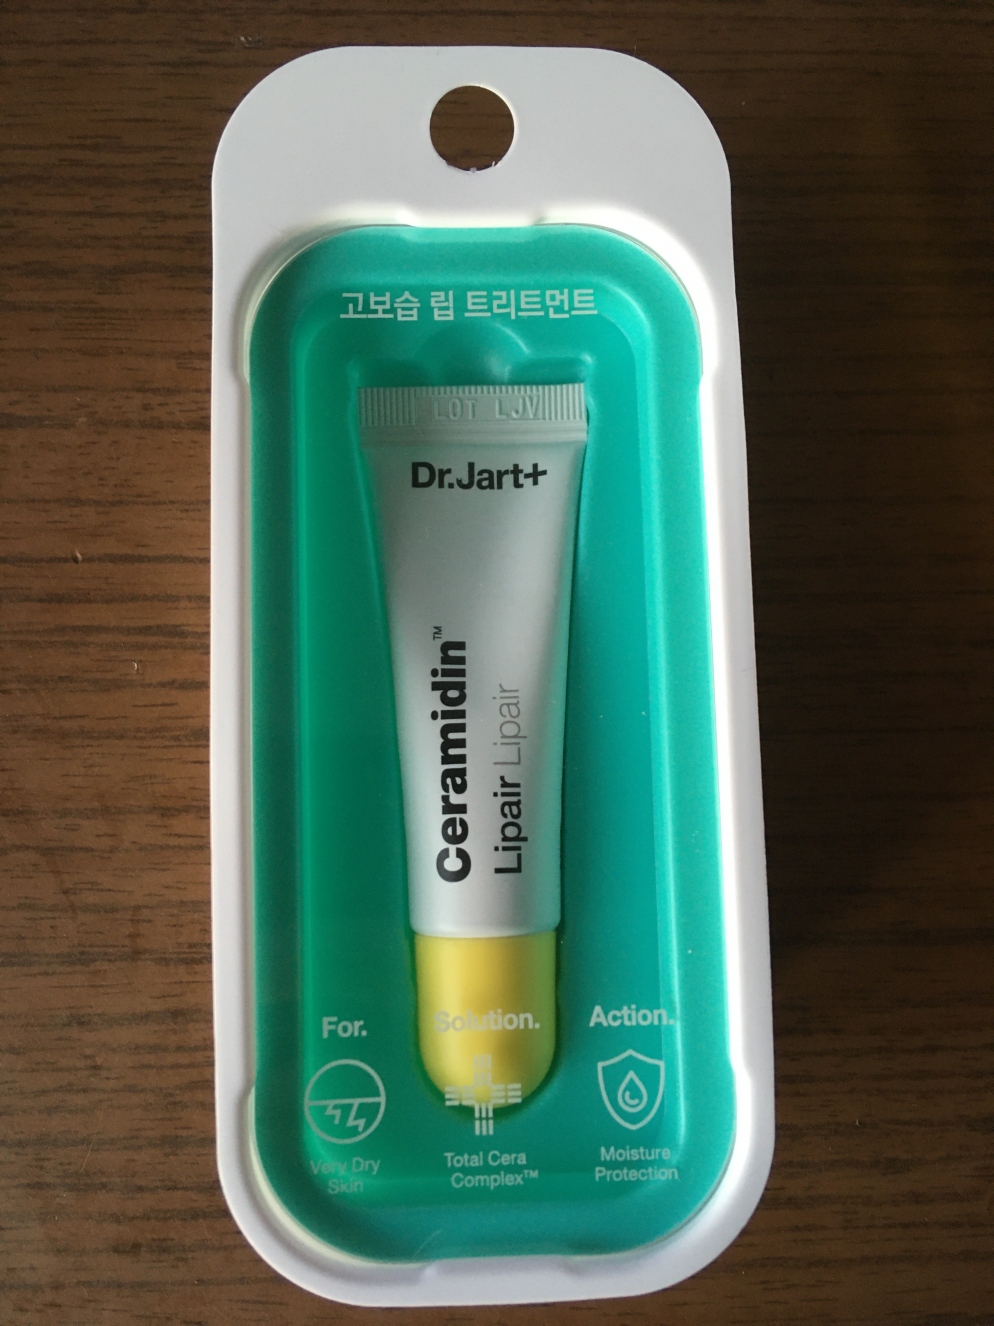 고보습 립 트리트먼트
LOT LJV
Dr.Jart+
Ceramidin™
Lipair Lipair
For.
Solution.
Action.
Very Dry
Skin
Total Cera
Complex™
Moisture
Protection